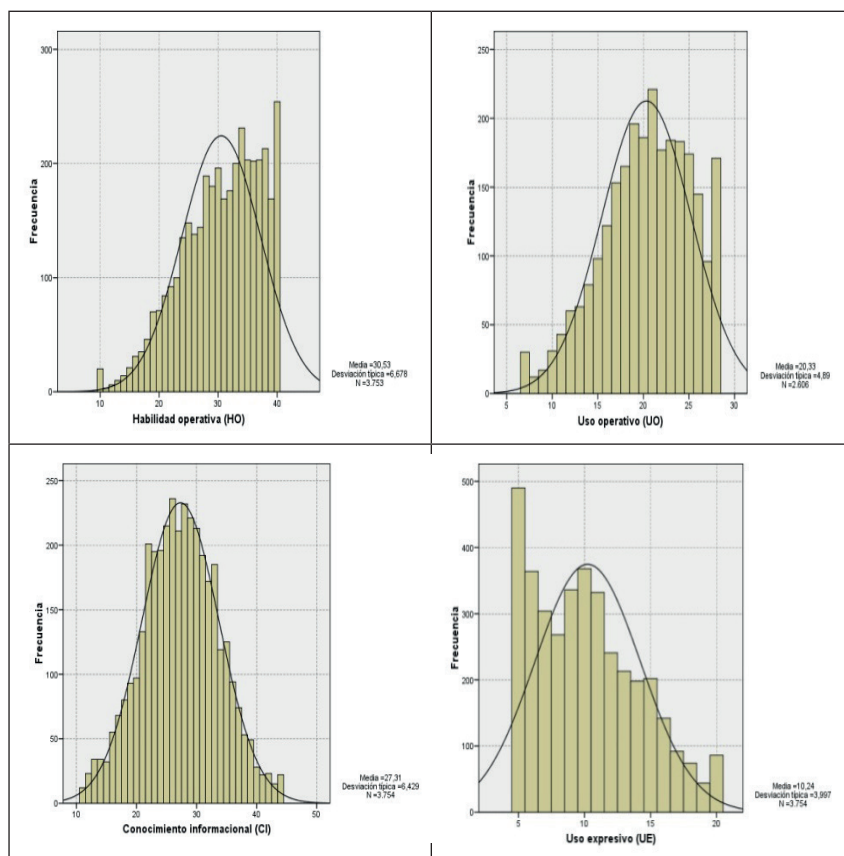 300
200
100
0
Frecuencia
10 20 30 40
Habilidad operativa (HO)
Media =30,53
Desviación típica =6,678
N =3.753
250
200
150
100
50
0
Frecuencia
5 10 15 20 25 30
Uso operativo (UO)
Media =20,33
Desviación típica =4,89
N =2.606
250
200
150
100
50
0
Frecuencia
10 20 30 40 50
Conocimiento informacional (CI)
Media =27,31
Desviación típica =6,429
N =3.754
500
400
300
200
100
0
Frecuencia
5 10 15 20
Uso expresivo (UE)
Media =10,24
Desviación típica =3,997
N =3.754